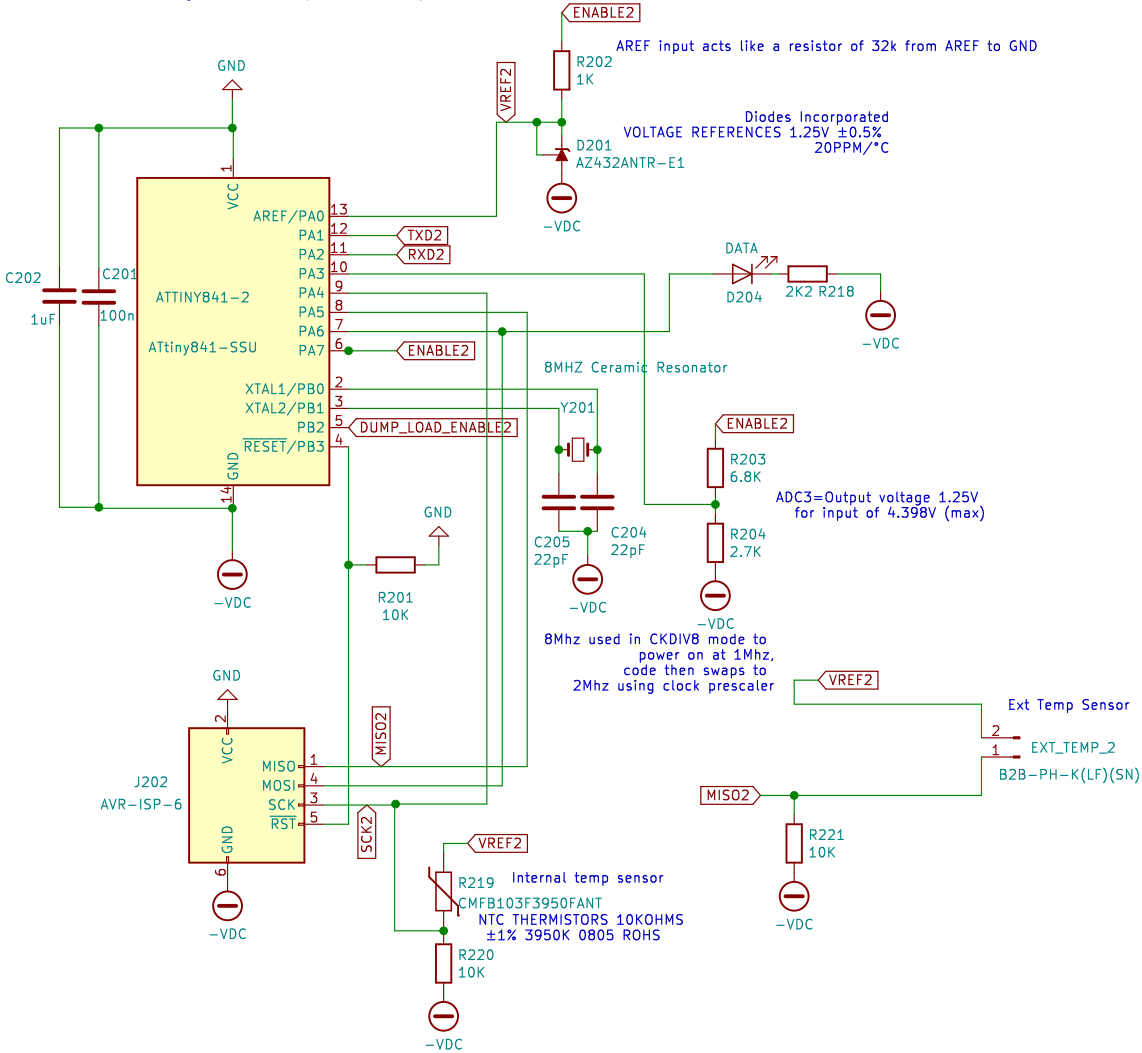 ENABLE2
AREF input acts like a resistor of 32k from AREF to GND
GND
R202
1K
VREF2
Diodes Incorporated
VOLTAGE REFERENCES 1.25V ±0.5%
20PPM/°C
D201
AZ432ANTR-E1
-VDC
1
VCC
AREF/PA0 13
PA1 12 TXD2
PA2 11 RXD2
PA3 10
PA4 9
PA5 8
PA6 7
PA7 6 ENABLE2
XTAL1/PB0 2
XTAL2/PB1 3
PB2 5 DUMP_LOAD_ENABLE2
RESET/PB3 4
GND
14
ATTINY841-2
ATtiny841-SSU
C202
1uF
C201
100n
-VDC
DATA
D204
2K2 R218
-VDC
8MHZ Ceramic Resonator
Y201
C205
22pF
C204
22pF
-VDC
ENABLE2
R203
6.8K
ADC3=Output voltage 1.25V
for input of 4.398V (max)
R204
2.7K
-VDC
GND
R201
10K
8Mhz used in CKDIV8 mode to
power on at 1Mhz,
code then swaps to
2Mhz using clock prescaler
GND
2
VCC
MISO 1
MOSI 4
SCK 3
RST 5
GND
6
J202
AVR-ISP-6
-VDC
MISO2
SCK2
VREF2
R219
Internal temp sensor
CMFB103F3950FANT
NTC THERMISTORS 10KOHMS
±1% 3950K 0805 ROHS
R220
10K
-VDC
VREF2
Ext Temp Sensor
2
1
EXT_TEMP_2
B2B-PH-K(LF)(SN)
MISO2
R221
10K
-VDC